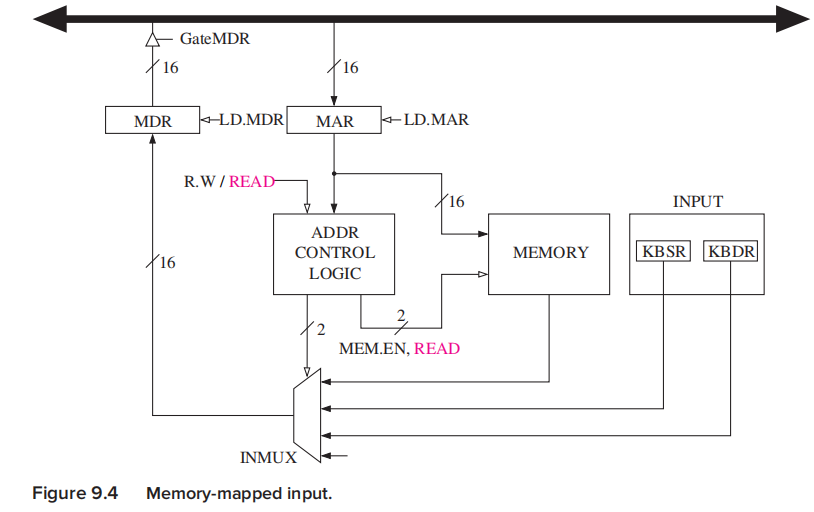 GateMDR
16
16
MDR
LD.MDR
MAR
LD.MAR
R.W / READ
16
INPUT
ADDR
CONTROL
LOGIC
MEMORY
KBSR
KBDR
16
2
2
MEM.EN, READ
INMUX
Figure 9.4 Memory-mapped input.